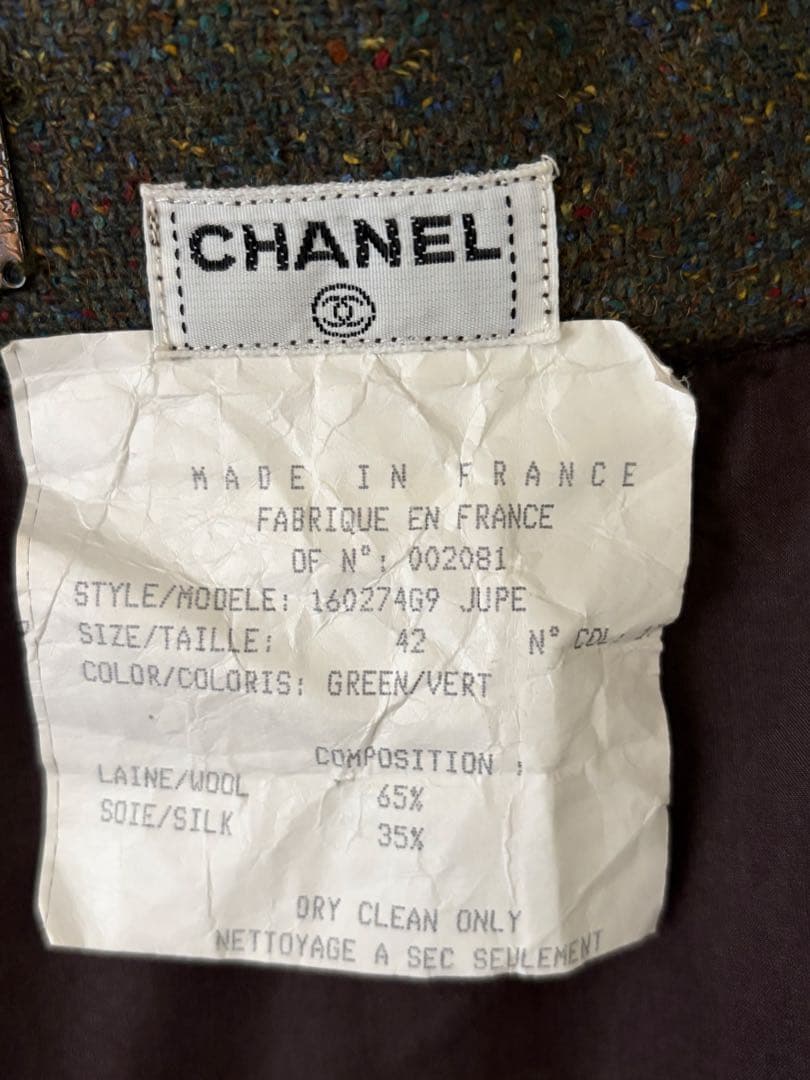 CHANEL
MADE IN FRANCE
FABRIQUE EN FRANCE
OF N°: 002081
STYLE/MODELE: 16027469 JUPE
SIZE/TAILLE: 42 N°
COLOR/COLORIS: GREEN/VERT
COMPOSITION :
LAINE/WOOL 65%
SOIE/SILK 35%
DRY CLEAN ONLY
NETTOYAGE A SEC SEULEMENT